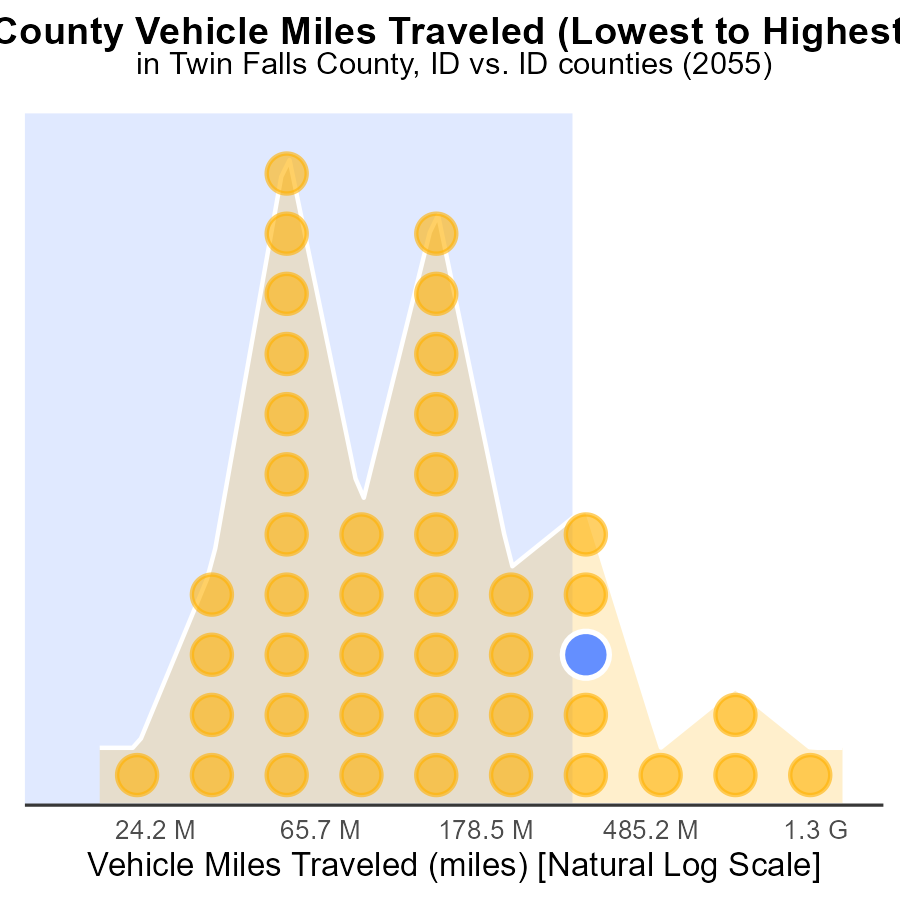 County Vehicle Miles Traveled (Lowest to Highest
in Twin Falls County, ID vs. ID counties (2055)
24.2 M 65.7 M 178.5 M 485.2 M 1.3 G
Vehicle Miles Traveled (miles) [Natural Log Scale]